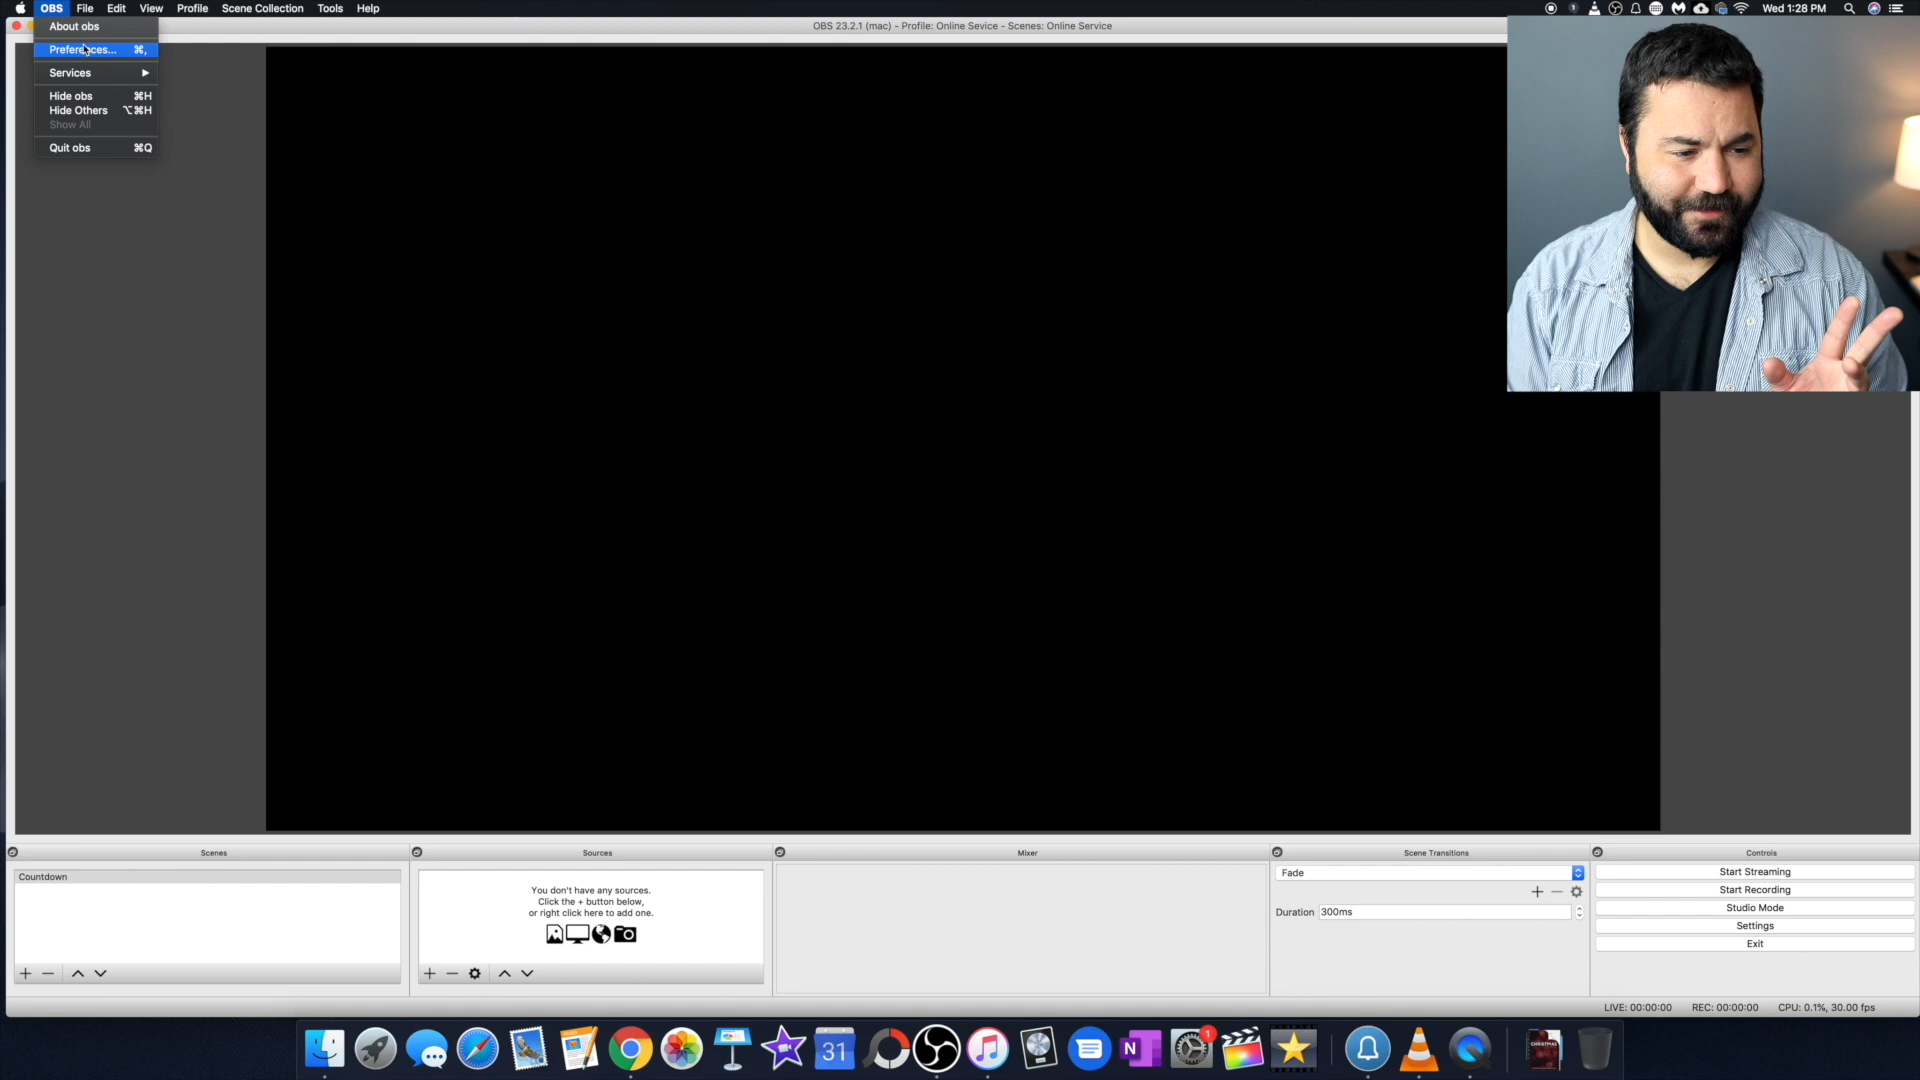 OBS File Edit View Profile Scene Collection Tools Help
Wed 1:28 PM
About obs
OBS 23.2.1 (mac) - Profile: Online Sevice - Scenes: Online Service
Preferences... ⌘,
Services
Hide obs ⌘H
Hide Others ⌥⌘H
Show All
Quit obs ⌘Q
Scenes
Sources
Mixer
Scene Transitions
Controls
Countdown
You don't have any sources.
Click the + button below,
or right click here to add one.
Fade
Duration 300ms
Start Streaming
Start Recording
Studio Mode
Settings
Exit
LIVE: 00:00:00 REC: 00:00:00 CPU: 0.1%, 30.00 fps
31
N
1
CHRISTMAS